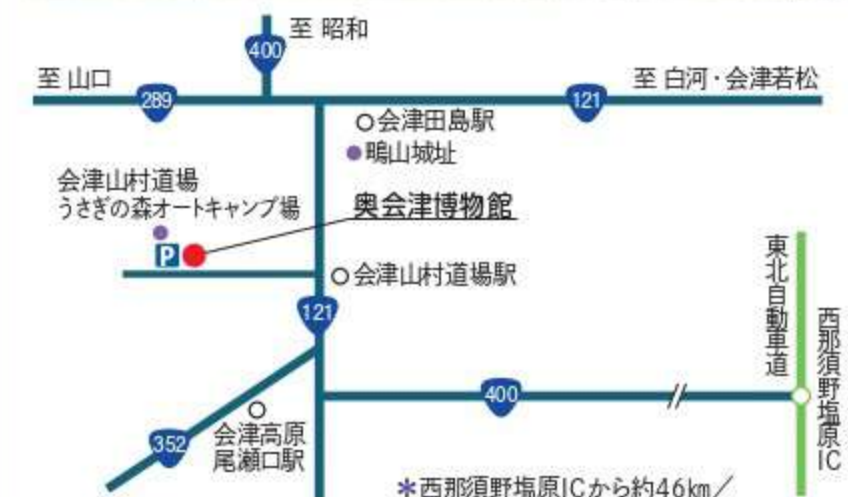 至 昭和
400
至 山口
289
121
至 白河・会津若松
会津田島駅
鴫山城址
会津山村道場
うさぎの森オートキャンプ場
奥会津博物館
P
会津山村道場駅
121
東北自動車道
西那須野塩原IC
400
352
会津高原
尾瀬口駅
*西那須野塩原ICから約46km/